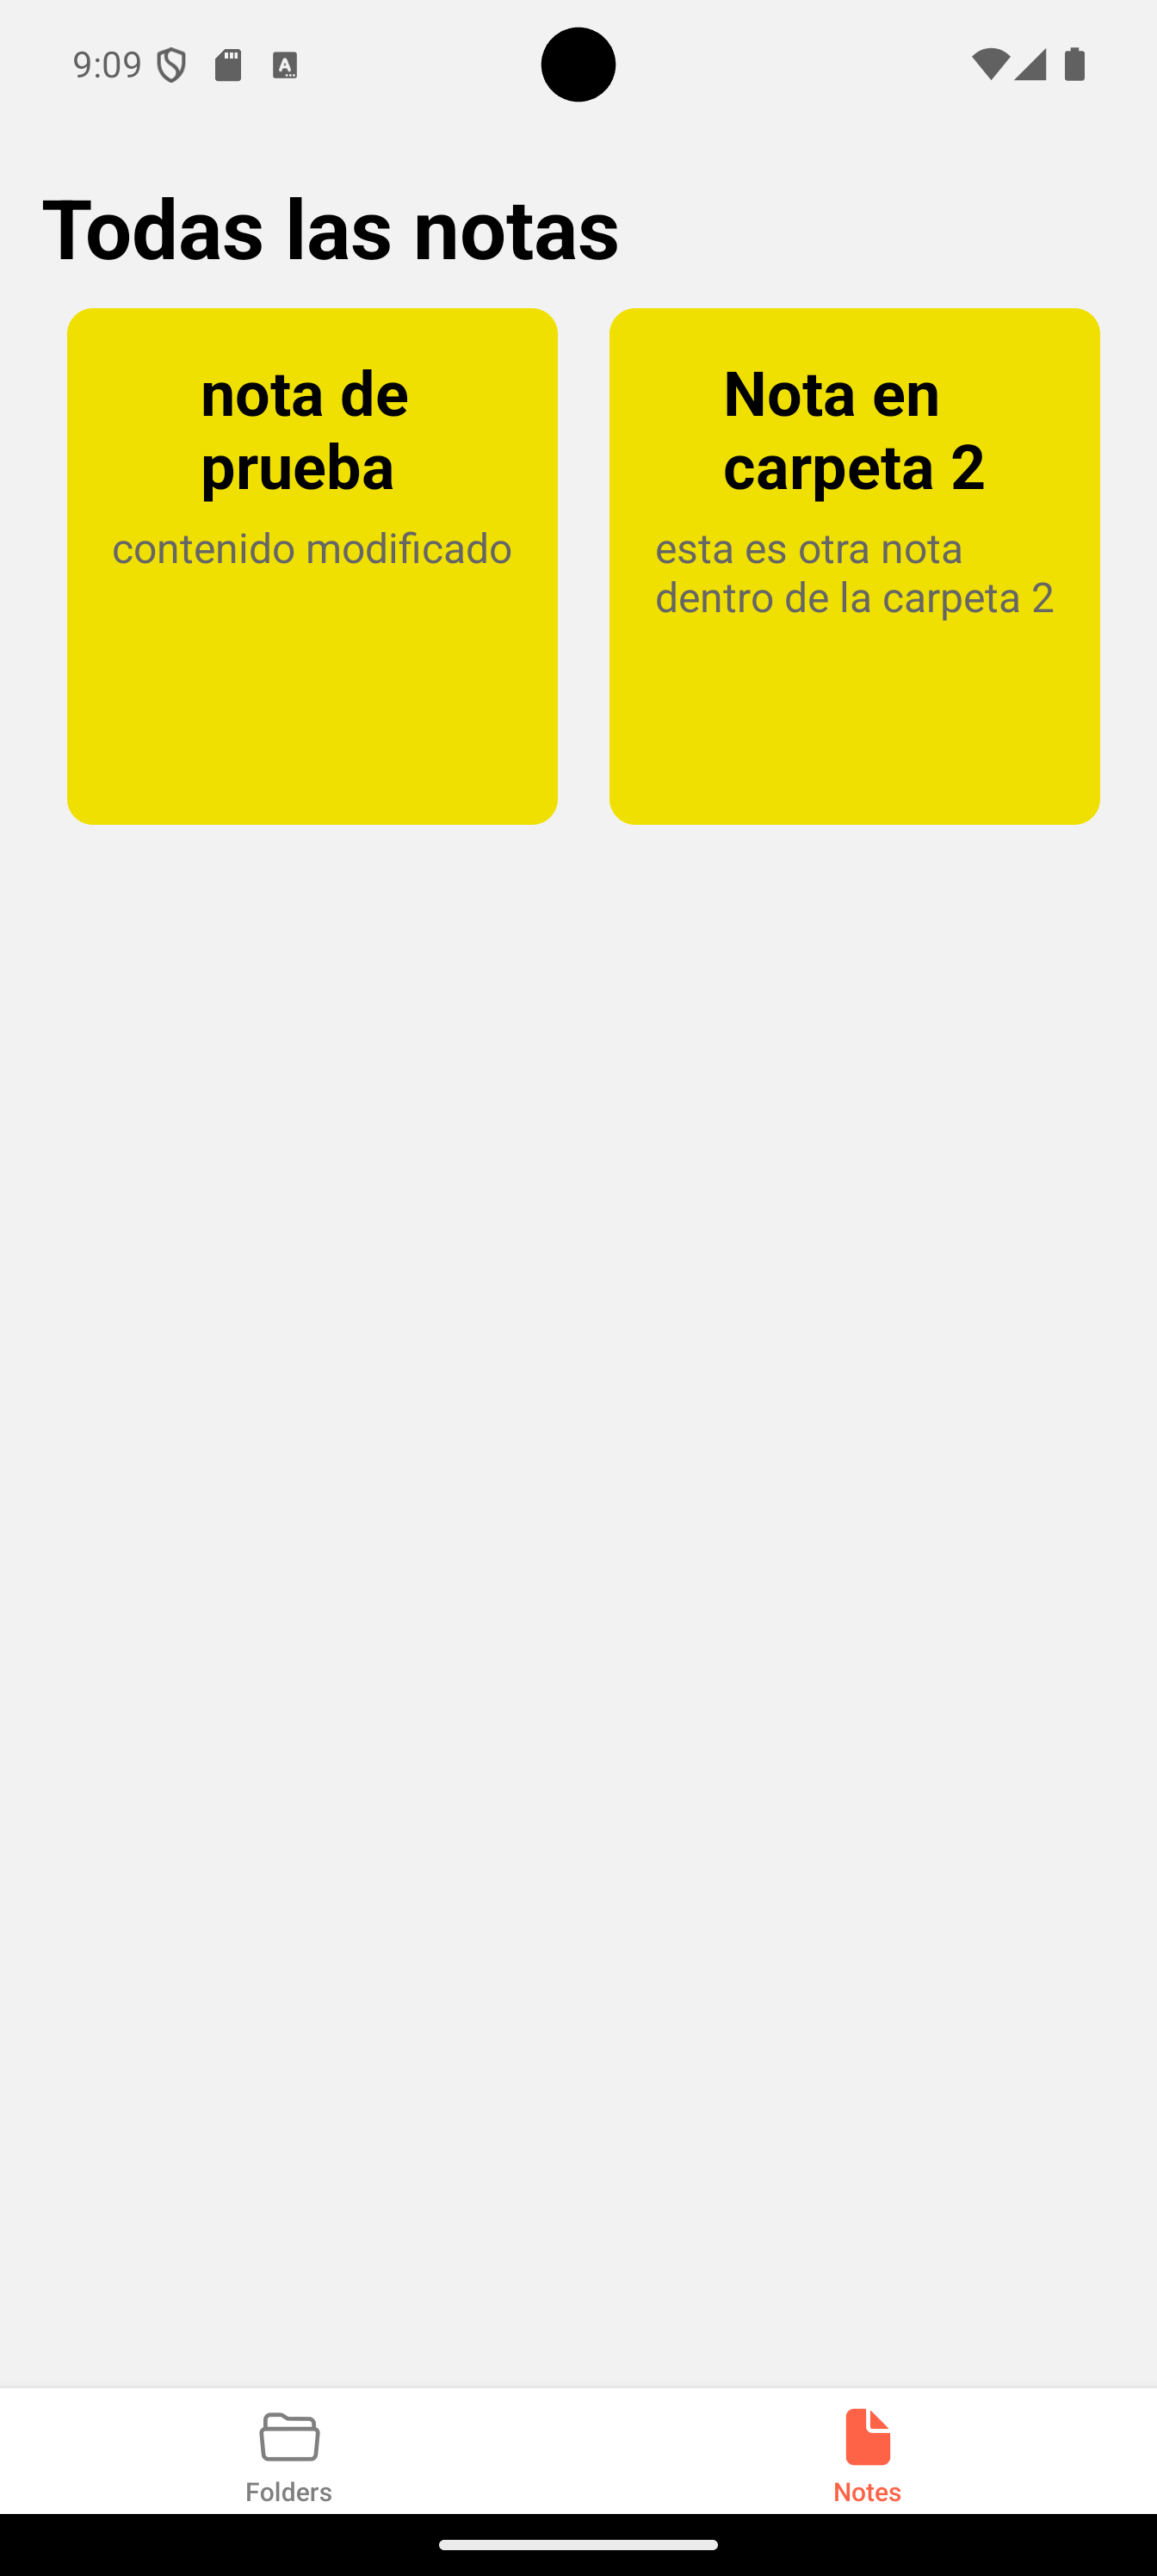 9:09
Todas las notas
nota de
prueba
contenido modificado
Nota en
carpeta 2
esta es otra nota
dentro de la carpeta 2
Folders
Notes